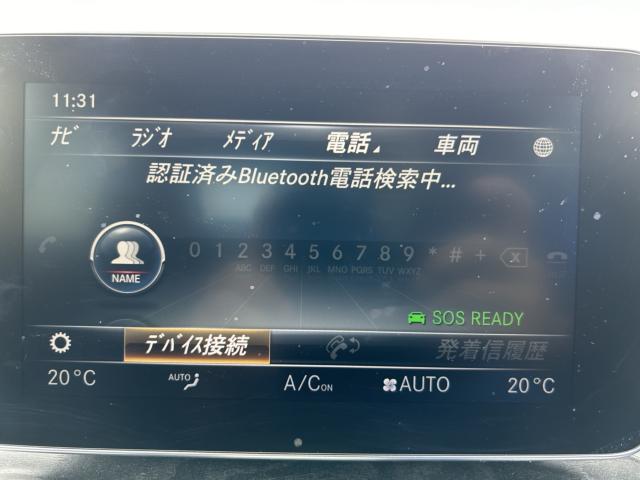 11:31
ナビ ラジオ メディア 電話 車両
認証済みBluetooth電話検索中...
0 1 2 3 4 5 6 7 8 9 * # +
ABC DEF GHI JKL MNO PQRS TUV WXYZ
NAME
SOS READY
デバイス接続 発着信履歴
20°C AUTO A/C ON AUTO 20°C